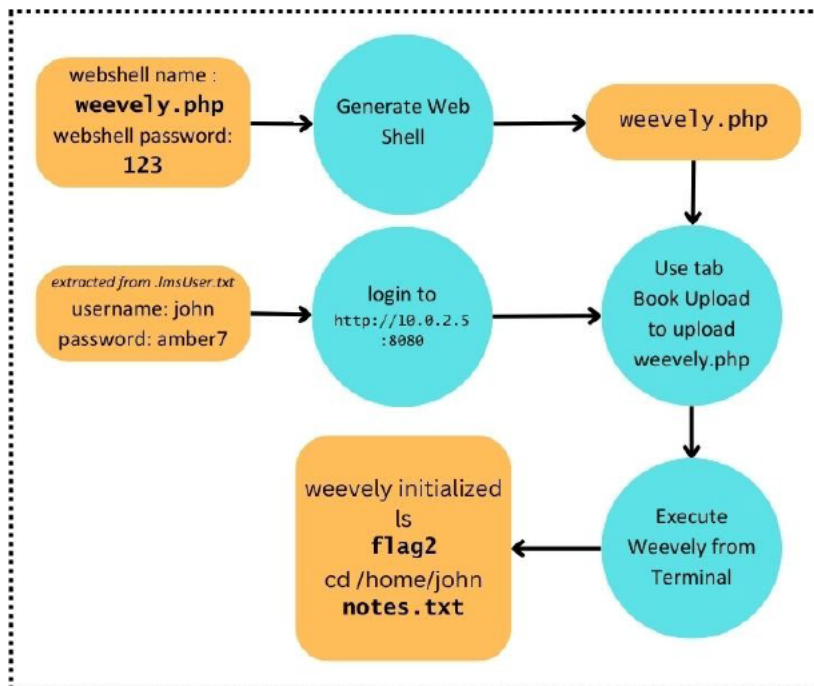 webshell name :
weevely.php
webshell password:
123
Generate Web
Shell
weevely.php
extracted from .lmsUser.txt
username: john
password: amber7
login to
http://10.0.2.5
:8080
Use tab
Book Upload
to upload
weevely.php
weevely initialized
ls
flag2
cd /home/john
notes.txt
Execute
Weevely from
Terminal